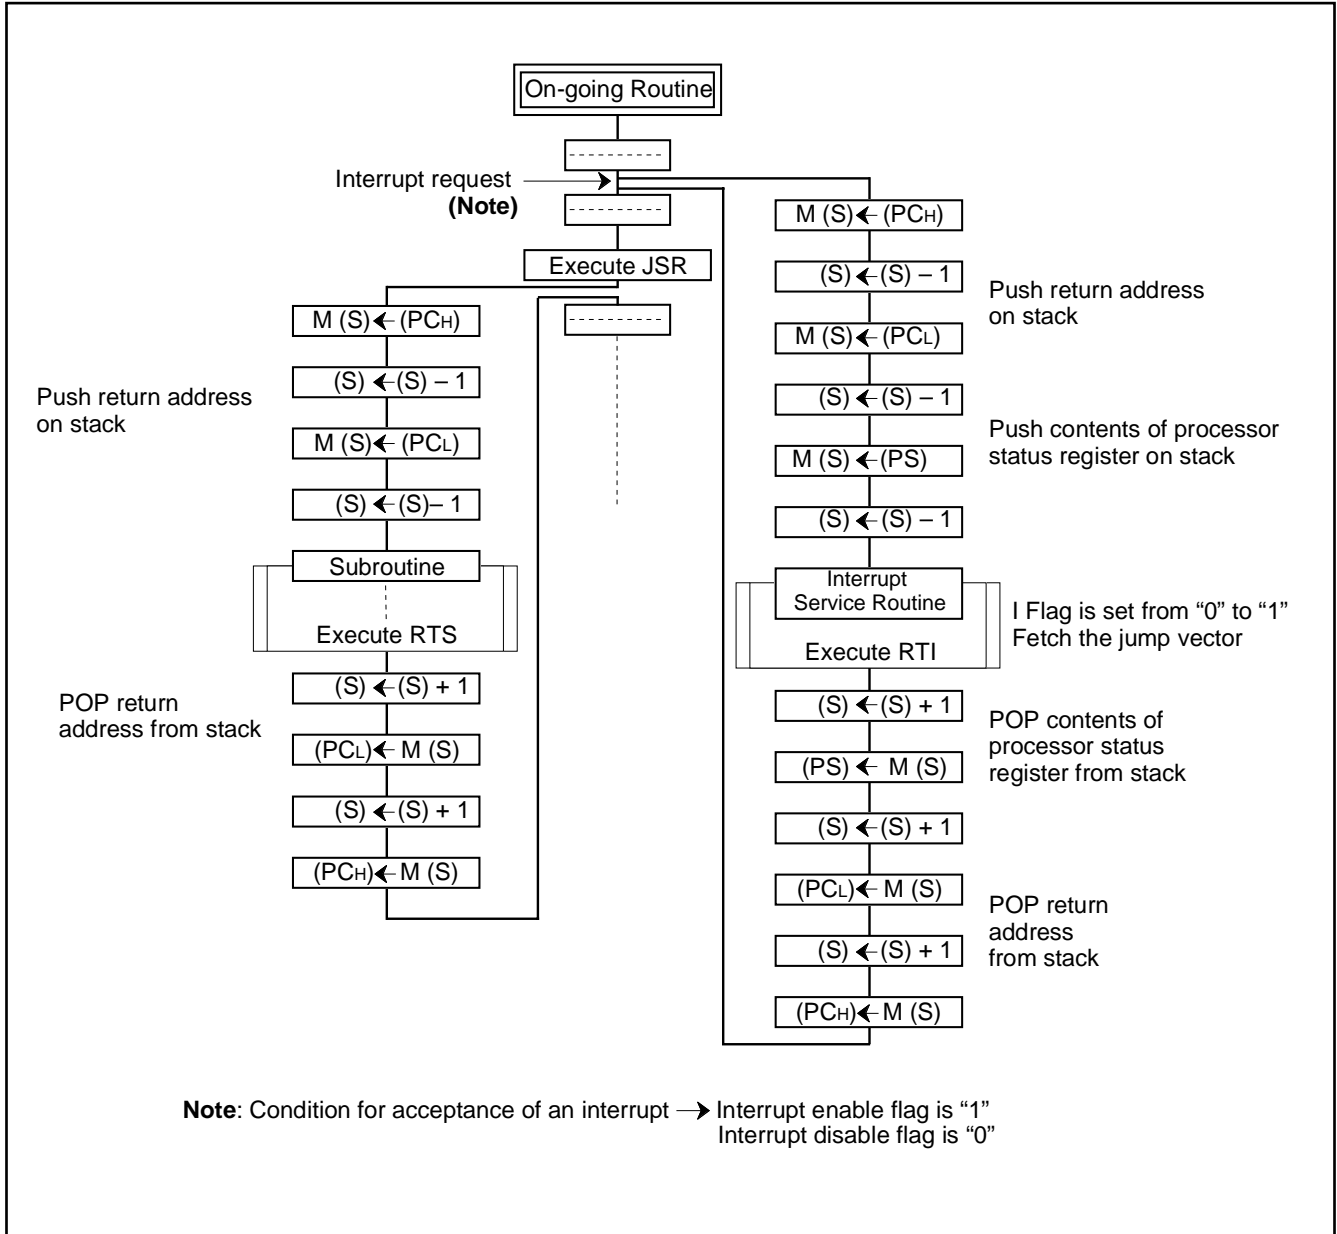 On-going Routine
Interrupt request
(Note)
Execute JSR
M (S) ← (PCH)
(S) ← (S) – 1
M (S) ← (PCL)
(S) ← (S)– 1
Push return address
on stack
Subroutine
Execute RTS
(S) ← (S) + 1
(PCL) ← M (S)
(S) ← (S) + 1
(PCH) ← M (S)
POP return
address from stack
M (S) ← (PCH)
(S) ← (S) – 1
M (S) ← (PCL)
(S) ← (S) – 1
M (S) ← (PS)
(S) ← (S) – 1
Push return address
on stack
Push contents of processor
status register on stack
Interrupt
Service Routine
Execute RTI
I Flag is set from “0” to “1”
Fetch the jump vector
(S) ← (S) + 1
(PS) ← M (S)
(S) ← (S) + 1
(PCL) ← M (S)
(S) ← (S) + 1
(PCH) ← M (S)
POP contents of
processor status
register from stack
POP return
address
from stack
Note: Condition for acceptance of an interrupt → Interrupt enable flag is “1”
Interrupt disable flag is “0”